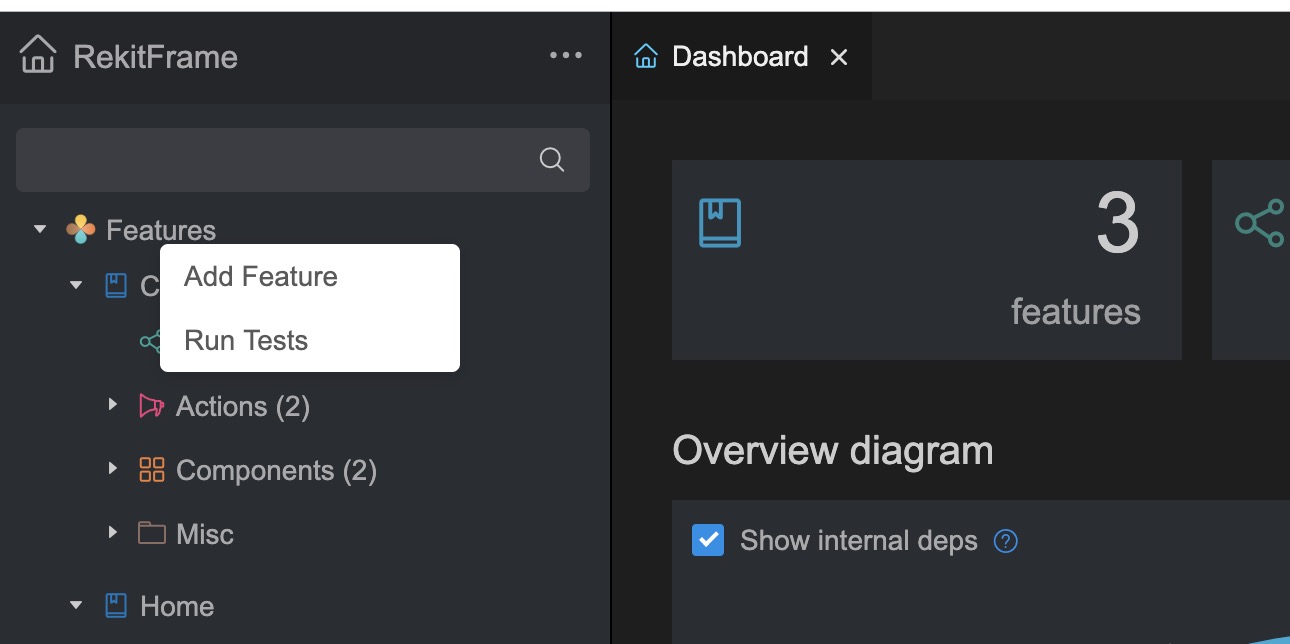 RekitFrame
Dashboard
Features
Add Feature
Run Tests
Actions (2)
Components (2)
Misc
Home
3
features
Overview diagram
Show internal deps